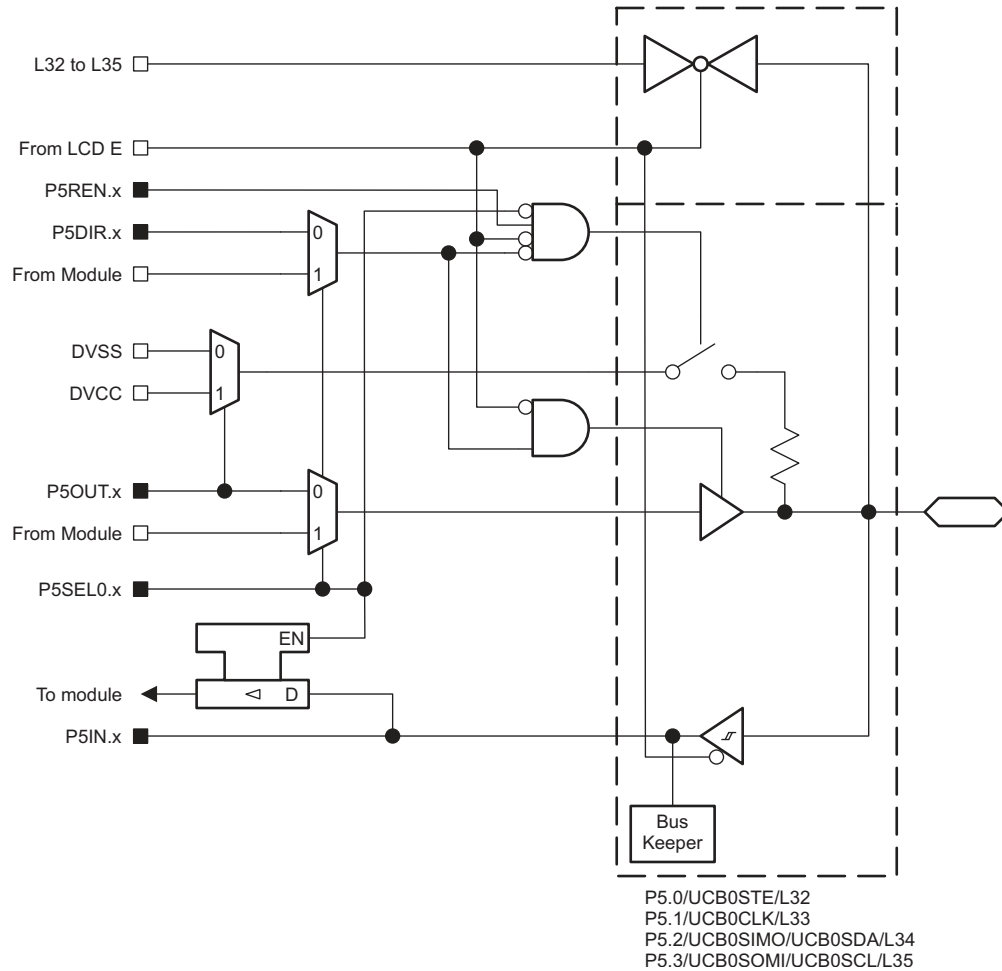 L32 to L35
From LCD E
P5REN.x
P5DIR.x
0
From Module
1
DVSS
0
DVCC
1
P5OUT.x
0
From Module
1
P5SEL0.x
EN
To module
D
P5IN.x
Bus
Keeper
P5.0/UCB0STE/L32
P5.1/UCB0CLK/L33
P5.2/UCB0SIMO/UCB0SDA/L34
P5.3/UCB0SOMI/UCB0SCL/L35